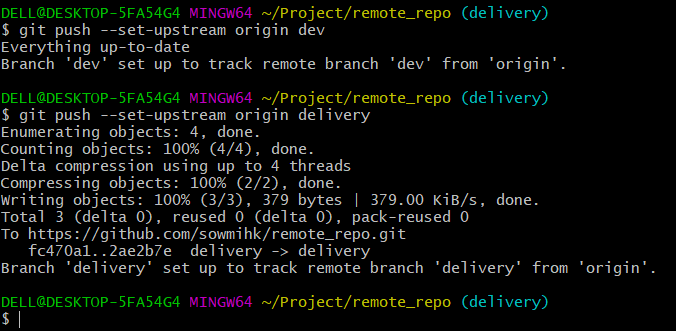 DELL@DESKTOP-5FA54G4 MINGW64 ~/Project/remote_repo (delivery)
$ git push --set-upstream origin dev
Everything up-to-date
Branch 'dev' set up to track remote branch 'dev' from 'origin'.
DELL@DESKTOP-5FA54G4 MINGW64 ~/Project/remote_repo (delivery)
$ git push --set-upstream origin delivery
Enumerating objects: 4, done.
Counting objects: 100% (4/4), done.
Delta compression using up to 4 threads
Compressing objects: 100% (2/2), done.
Writing objects: 100% (3/3), 379 bytes | 379.00 KiB/s, done.
Total 3 (delta 0), reused 0 (delta 0), pack-reused 0
To https://github.com/sowmihk/remote_repo.git
   fc470a1..2ae2b7e  delivery -> delivery
Branch 'delivery' set up to track remote branch 'delivery' from 'origin'.
DELL@DESKTOP-5FA54G4 MINGW64 ~/Project/remote_repo (delivery)
$